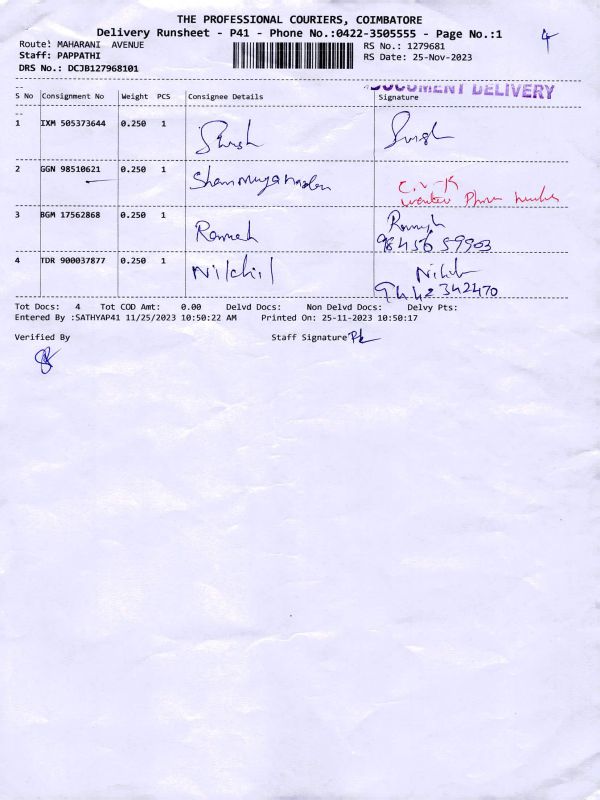 THE PROFESSIONAL COURIERS, COIMBATORE
Delivery Runsheet - P41 - Phone No.:0422-3505555 - Page No.:1
4
Route: MAHARANI AVENUE
RS No.: 1279681
Staff: PAPPATHI
RS Date: 25-Nov-2023
DRS No.: DCJB127968101
DOCUMENT DELIVERY
S No Consignment No Weight PCS Consignee Details Signature
1 IXM 505373644 0.250 1
2 GGN 98510621 0.250 1
3 BGM 17562868 0.250 1 Ramesh Ramesh
4 TDR 900037877 0.250 1
Tot Docs: 4 Tot COD Amt: 0.00 Delvd Docs: Non Delvd Docs: Delvy Pts:
Entered By :SATHYAP41 11/25/2023 10:50:22 AM Printed On: 25-11-2023 10:50:17
Verified By Staff Signature